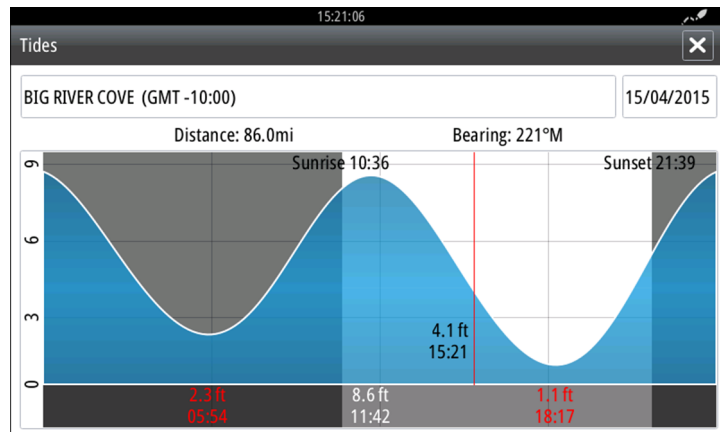 15:21:06
Tides
BIG RIVER COVE (GMT -10:00)
15/04/2015
Distance: 86.0mi
Bearing: 221°M
Sunrise 10:36
Sunset 21:39
9
6
3
0
4.1 ft
15:21
2.3 ft
05:54
8.6 ft
11:42
1.1 ft
18:17